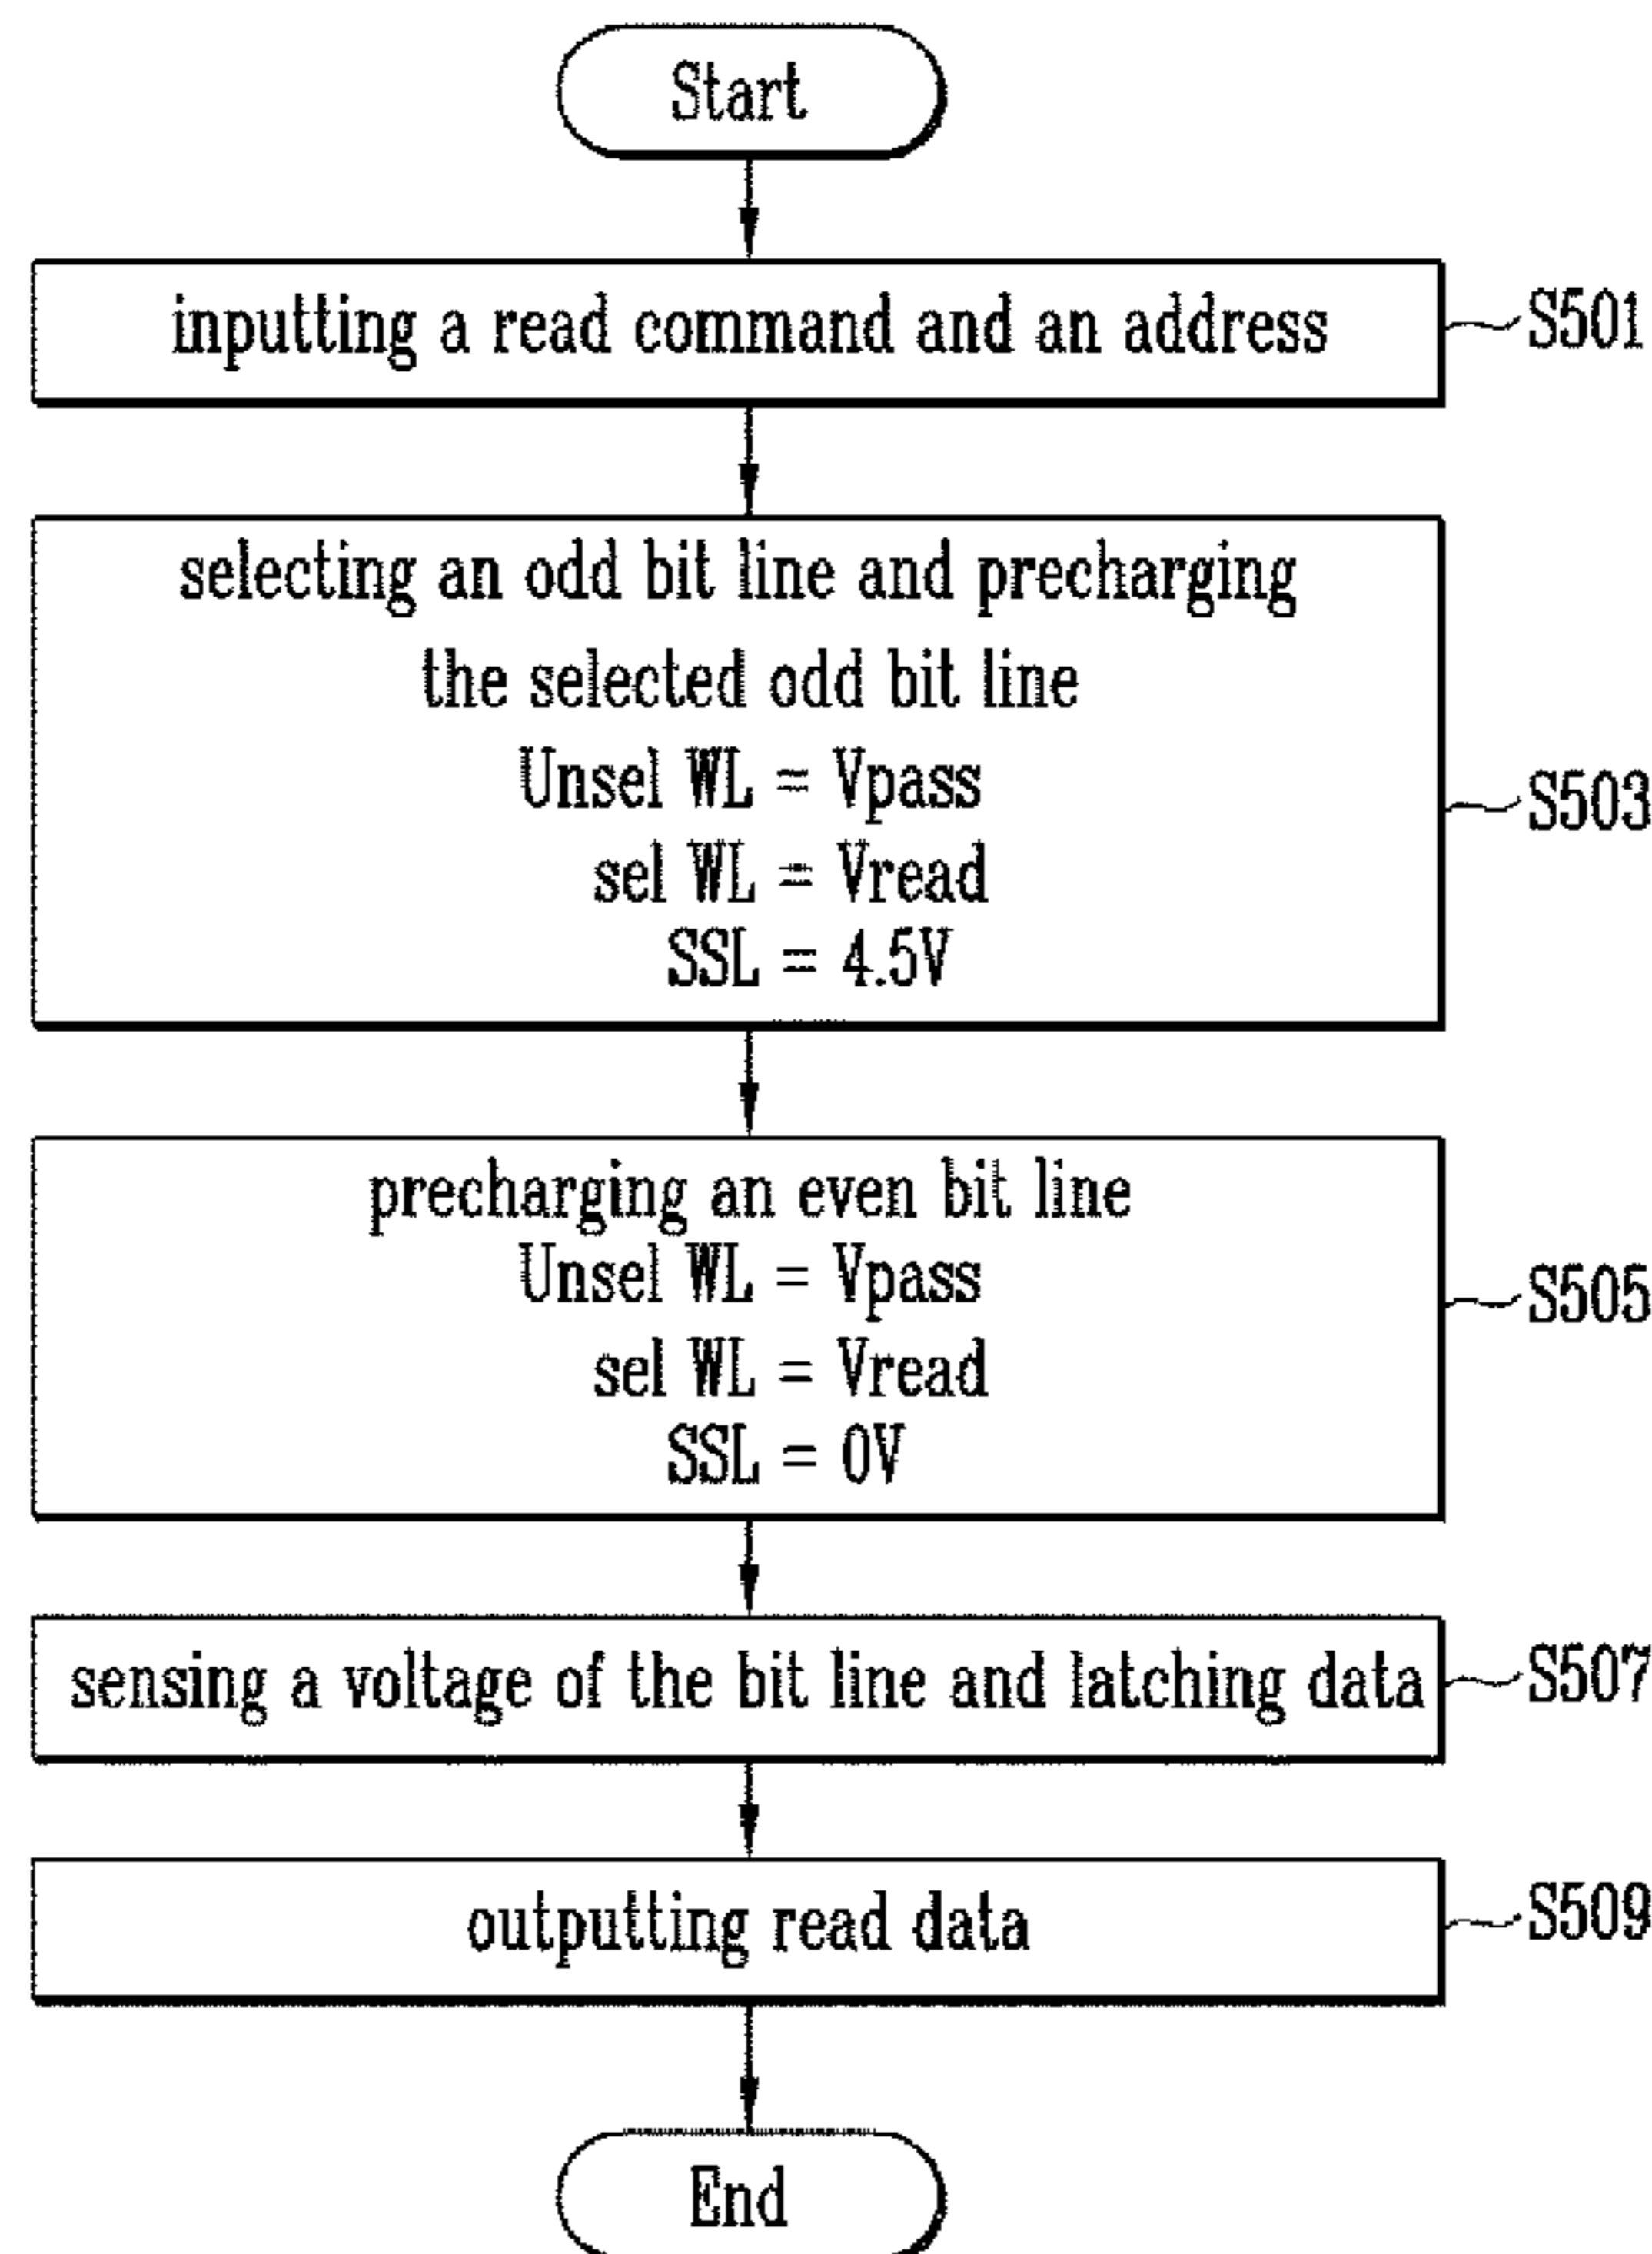 Start
inputting a read command and an address
S501
selecting an odd bit line and precharging
the selected odd bit line
Unsel WL = Vpass
sel WL = Vread
SSL = 4.5V
S503
precharging an even bit line
Unsel WL = Vpass
sel WL = Vread
SSL = 0V
S505
sensing a voltage of the bit line and latching data
S507
outputting read data
S509
End